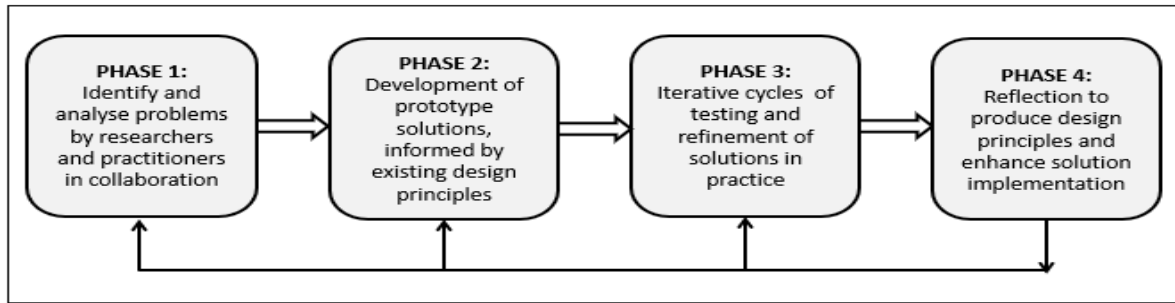 PHASE 1:
Identify and
analyse problems
by researchers
and practitioners
in collaboration
PHASE 2:
Development of
prototype
solutions,
informed by
existing design
principles
PHASE 3:
Iterative cycles of
testing and
refinement of
solutions in
practice
PHASE 4:
Reflection to
produce design
principles and
enhance solution
implementation